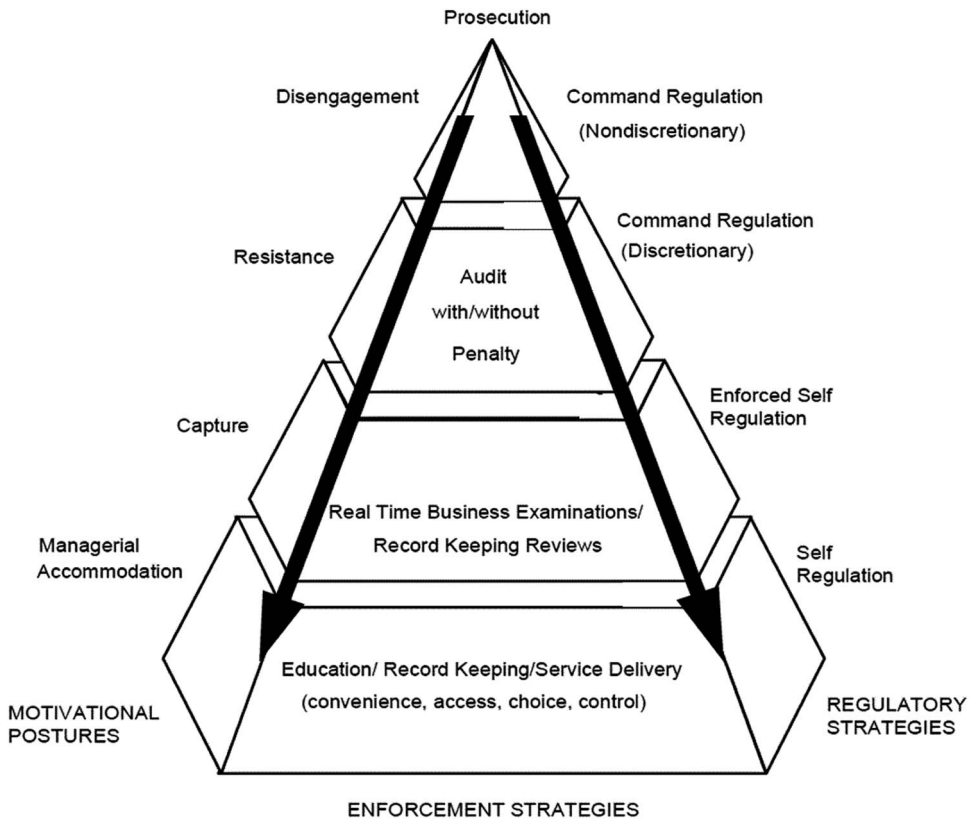 Prosecution
Disengagement
Command Regulation
(Nondiscretionary)
Resistance
Command Regulation
(Discretionary)
Audit
with/without
Penalty
Capture
Enforced Self
Regulation
Real Time Business Examinations/
Record Keeping Reviews
Managerial
Accommodation
Self
Regulation
Education/ Record Keeping/Service Delivery
(convenience, access, choice, control)
MOTIVATIONAL
POSTURES
REGULATORY
STRATEGIES
ENFORCEMENT STRATEGIES